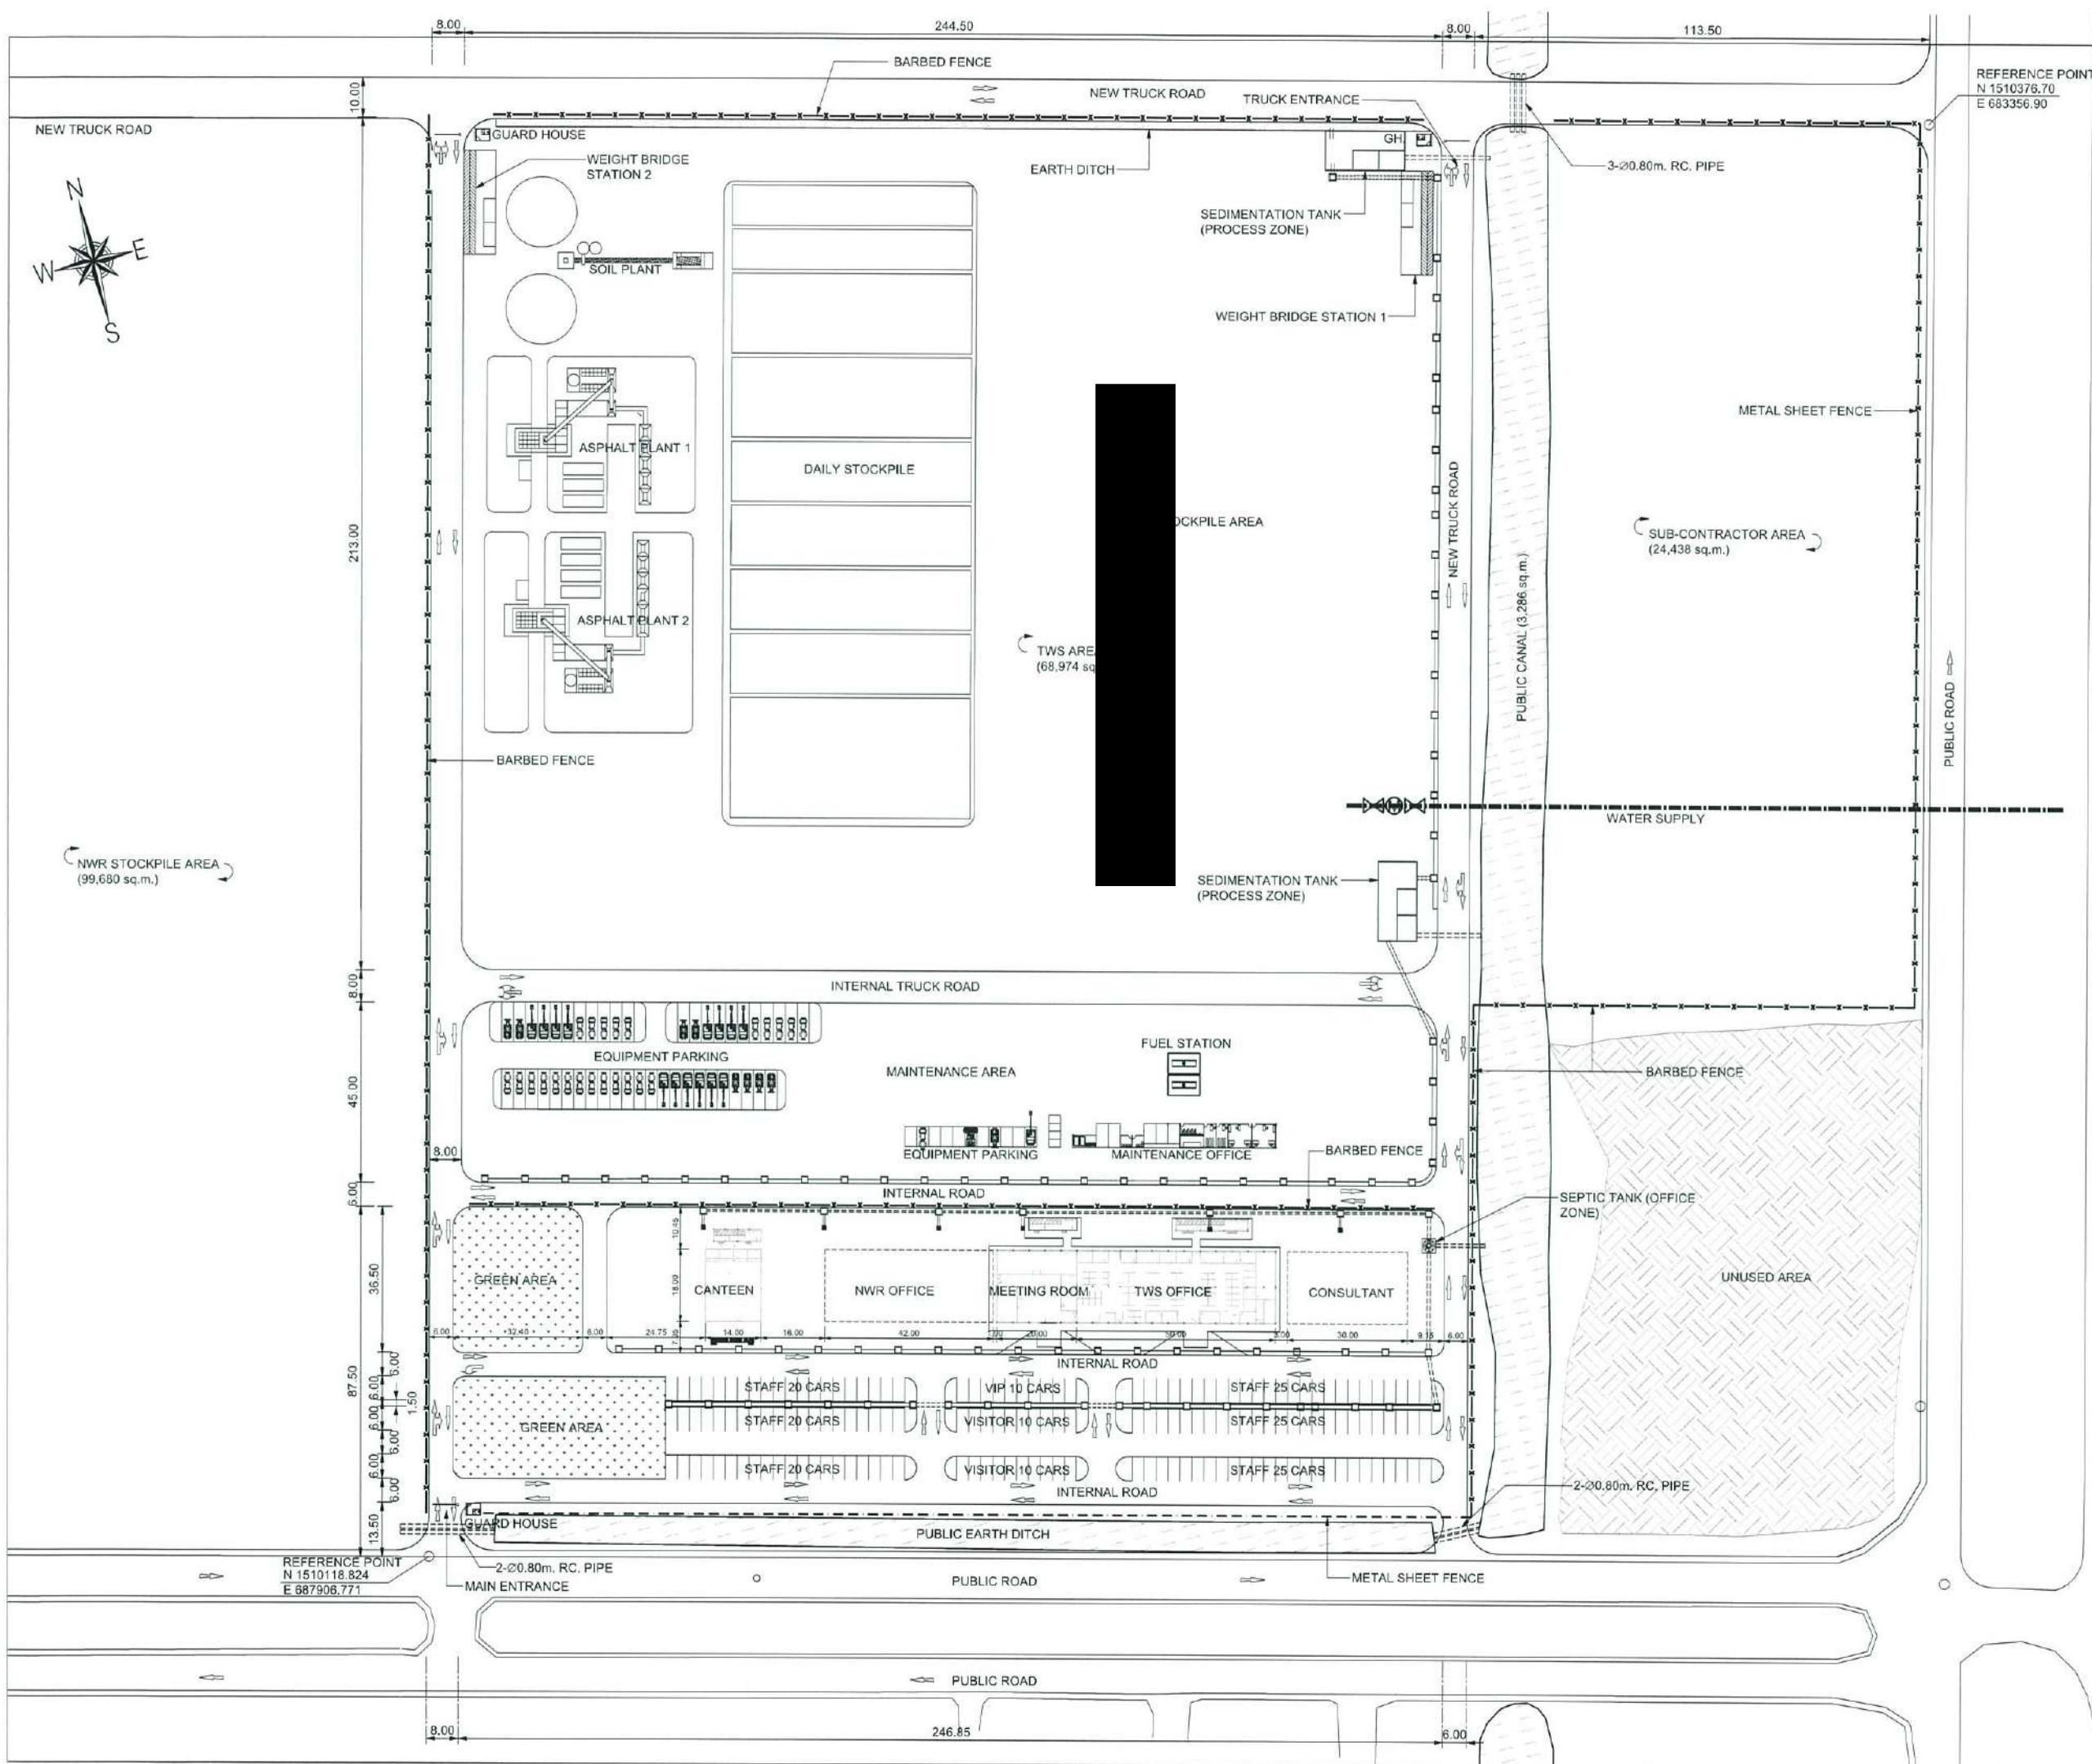 8.00
244.50
8.00
113.50
BARBED FENCE
REFERENCE POINT
N 1510376.70
E 683356.90
10.00
NEW TRUCK ROAD
TRUCK ENTRANCE
NEW TRUCK ROAD
GUARD HOUSE
GH.
WEIGHT BRIDGE
STATION 2
EARTH DITCH
3-Ø0.80m. RC. PIPE
N
W
E
S
SEDIMENTATION TANK
(PROCESS ZONE)
SOIL PLANT
WEIGHT BRIDGE STATION 1
METAL SHEET FENCE
ASPHALT PLANT 1
DAILY STOCKPILE
NEW TRUCK ROAD
213.00
OCKPILE AREA
SUB-CONTRACTOR AREA
(24,438 sq.m.)
PUBLIC CANAL (3,286 sq.m.)
ASPHALT PLANT 2
TWS ARE
(68,974 sq
PUBLIC ROAD
BARBED FENCE
WATER SUPPLY
NWR STOCKPILE AREA
(99,680 sq.m.)
SEDIMENTATION TANK
(PROCESS ZONE)
8.00
INTERNAL TRUCK ROAD
EQUIPMENT PARKING
FUEL STATION
MAINTENANCE AREA
BARBED FENCE
45.00
8.00
EQUIPMENT PARKING
MAINTENANCE OFFICE
BARBED FENCE
6.00
INTERNAL ROAD
SEPTIC TANK (OFFICE
ZONE)
10.45
36.50
GREEN AREA
18.00
CANTEEN
NWR OFFICE
MEETING ROOM
TWS OFFICE
CONSULTANT
UNUSED AREA
6.00
32.40
6.00
24.75
14.00
16.00
42.00
20.00
50.00
30.00
9.15
6.00
87.50
6.00
INTERNAL ROAD
6.00
1.50
STAFF 20 CARS
VIP 10 CARS
STAFF 25 CARS
6.00
GREEN AREA
STAFF 20 CARS
VISITOR 10 CARS
STAFF 25 CARS
6.00
6.00
STAFF 20 CARS
VISITOR 10 CARS
STAFF 25 CARS
6.00
INTERNAL ROAD
2-Ø0.80m. RC. PIPE
13.50
GUARD HOUSE
PUBLIC EARTH DITCH
REFERENCE POINT
N 1510118.824
E 687906.771
2-Ø0.80m. RC. PIPE
MAIN ENTRANCE
PUBLIC ROAD
METAL SHEET FENCE
PUBLIC ROAD
8.00
246.85
6.00